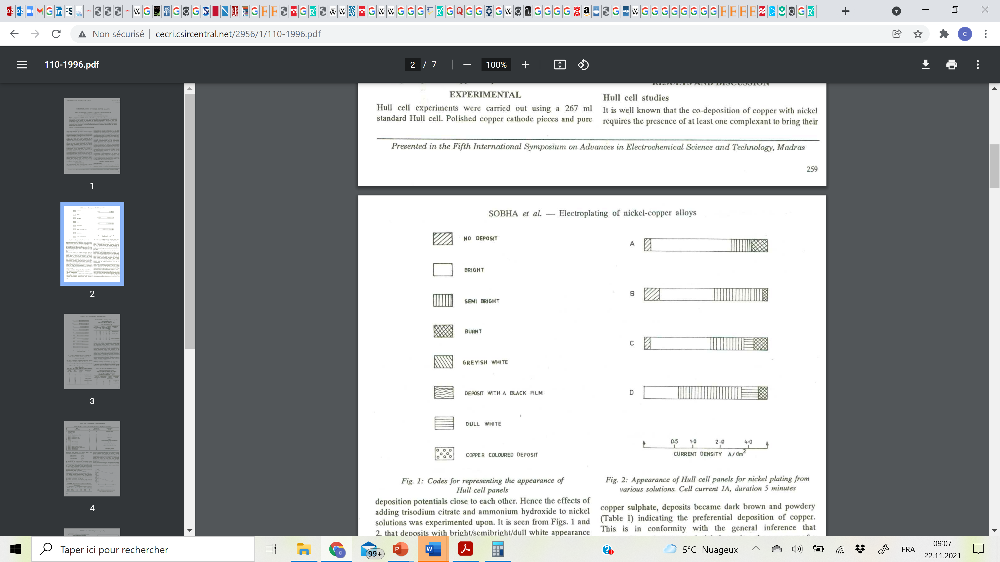 Non sécurisé
cecri.csircentral.net/2956/1/110-1996.pdf
C
110-1996.pdf
2 / 7
100%
1
2
3
4
RESULTS AND DISCUSSION
EXPERIMENTAL
Hull cell experiments were carried out using a 267 ml
standard Hull cell. Polished copper cathode pieces and pure
Hull cell studies
It is well known that the co-deposition of copper with nickel
requires the presence of at least one complexant to bring their
Presented in the Fifth International Symposium on Advances in Electrochemical Science and Technology, Madras
259
SOBHA et al. — Electroplating of nickel-copper alloys
NO DEPOSIT
BRIGHT
SEMI BRIGHT
BURNT
GREYISH WHITE
DEPOSIT WITH A BLACK FILM
DULL WHITE
COPPER COLOURED DEPOSIT
Fig. 1: Codes for representing the appearance of
Hull cell panels
deposition potentials close to each other. Hence the effects of
adding trisodium citrate and ammonium hydroxide to nickel
solutions was experimented upon. It is seen from Figs. 1 and
2, that deposits with bright/semibright/dull white appearance
A
B
C
D
0.5 1.0 2.0 4.0
CURRENT DENSITY A/dm2
Fig. 2: Appearance of Hull cell panels for nickel plating from
various solutions. Cell current 1A, duration 5 minutes
copper sulphate, deposits became dark brown and powdery
(Table I) indicating the preferential deposition of copper.
This is in conformity with the general inference that
Taper ici pour rechercher
99+
5°C Nuageux
FRA
09:07
22.11.2021